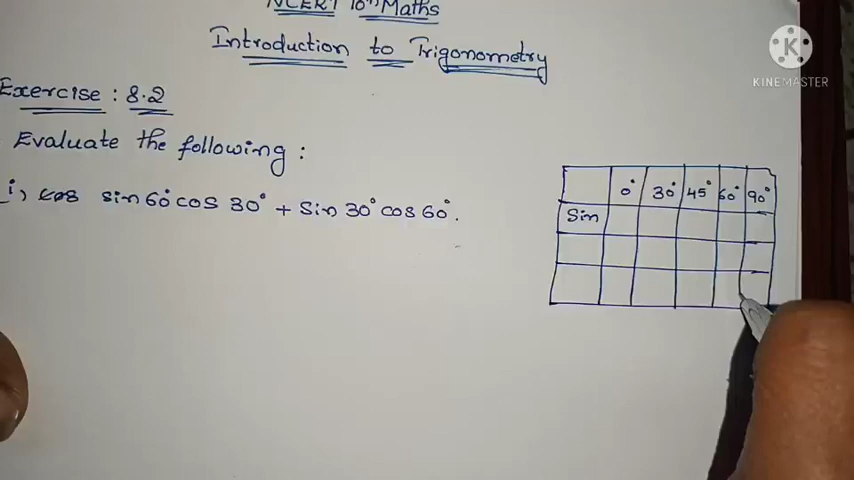 NCERT 10th Maths
Introduction to Trigonometry
Exercise : 8.2
Evaluate the following :
i, cos sin 60° cos 30° + Sin 30° cos 60°.
0° 30° 45° 60° 90°
Sin
K
KINEMASTER